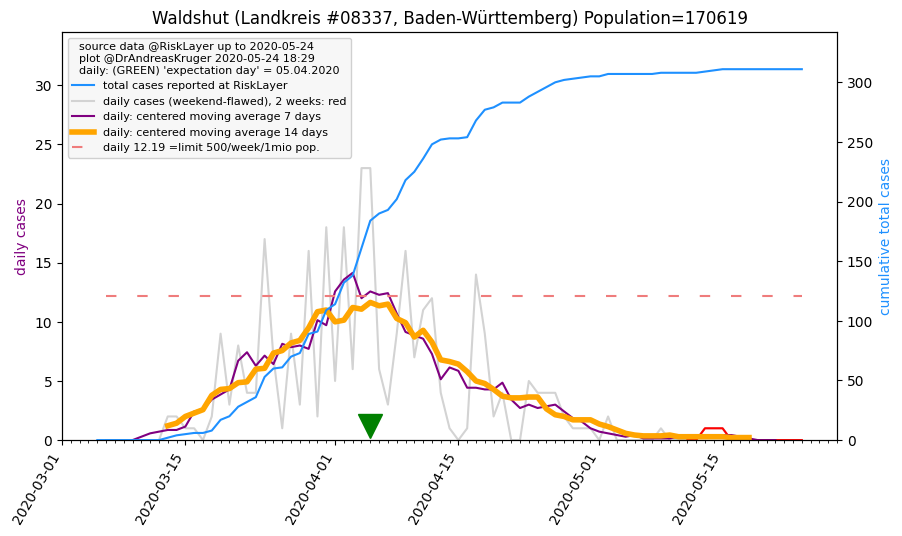 Waldshut (Landkreis #08337, Baden-Württemberg) Population=170619
source data @RiskLayer up to 2020-05-24
plot @DrAndreasKruger 2020-05-24 18:29
daily: (GREEN) 'expectation day' = 05.04.2020
total cases reported at RiskLayer
daily cases (weekend-flawed), 2 weeks: red
daily: centered moving average 7 days
daily: centered moving average 14 days
daily 12.19 =limit 500/week/1mio pop.
daily cases
30
25
20
15
10
5
0
300
250
200
150
100
50
0
cumulative total cases
2020-03-01
2020-03-15
2020-04-01
2020-04-15
2020-05-01
2020-05-15